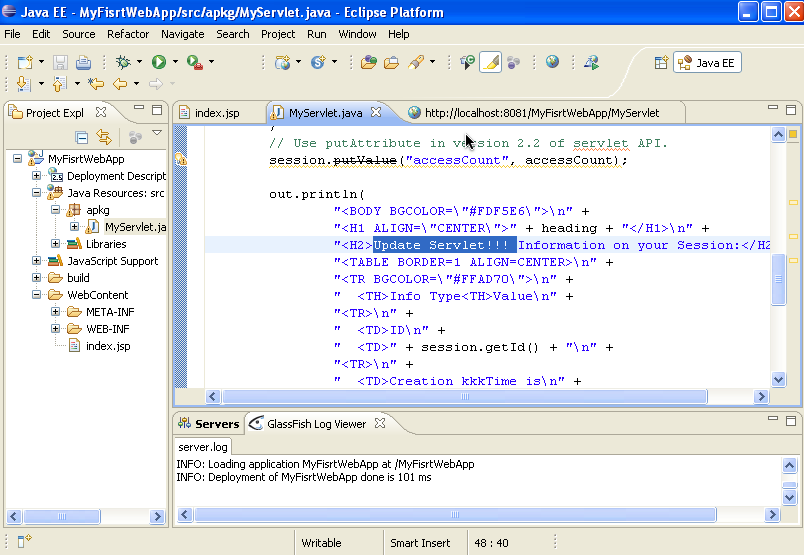 Java EE - MyFisrtWebApp/src/apkg/MyServlet.java - Eclipse Platform
File Edit Source Refactor Navigate Search Project Run Window Help
Java EE
Project Expl
index.jsp MyServlet.java http://localhost:8081/MyFisrtWebApp/MyServlet
MyFisrtWebApp
Deployment Descript
Java Resources: src
apkg
MyServlet.ja
Libraries
JavaScript Support
build
WebContent
META-INF
WEB-INF
index.jsp
}
// Use putAttribute in version 2.2 of servlet API.
session.putValue("accessCount", accessCount);
out.println(
"<BODY BGCOLOR=\"#FDF5E6\">\n" +
"<H1 ALIGN=\"CENTER\">" + heading + "</H1>\n" +
"<H2>Update Servlet!!! Information on your Session:</H2
"<TABLE BORDER=1 ALIGN=CENTER>\n" +
"<TR BGCOLOR=\"#FFAD70\">\n" +
"  <TH>Info Type<TH>Value\n" +
"<TR>\n" +
"  <TD>ID\n" +
"  <TD>" + session.getId() + "\n" +
"<TR>\n" +
"  <TD>Creation kkkTime is\n" +
Servers GlassFish Log Viewer
server.log
INFO: Loading application MyFisrtWebApp at /MyFisrtWebApp
INFO: Deployment of MyFisrtWebApp done is 101 ms
Writable Smart Insert 48 : 40